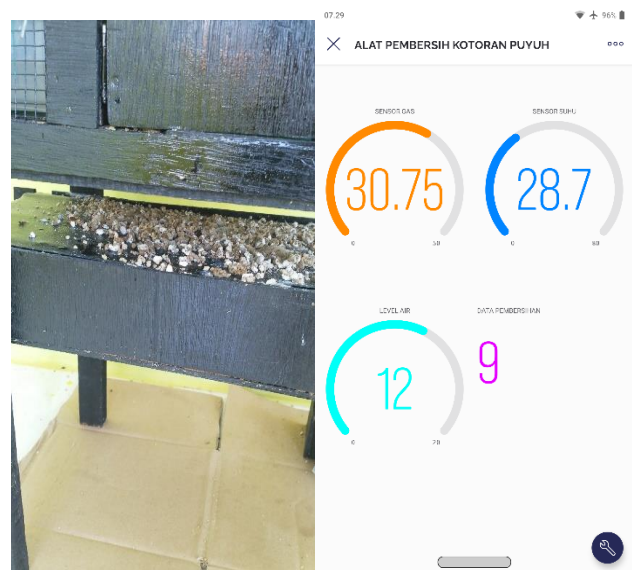 07.29
96%
ALAT PEMBERSIH KOTORAN PUYUH
SENSOR GAS
SENSOR SUHU
30.75
28.7
0
50
0
80
LEVEL AIR
DATA PEMBERSIHAN
12
9
0
20